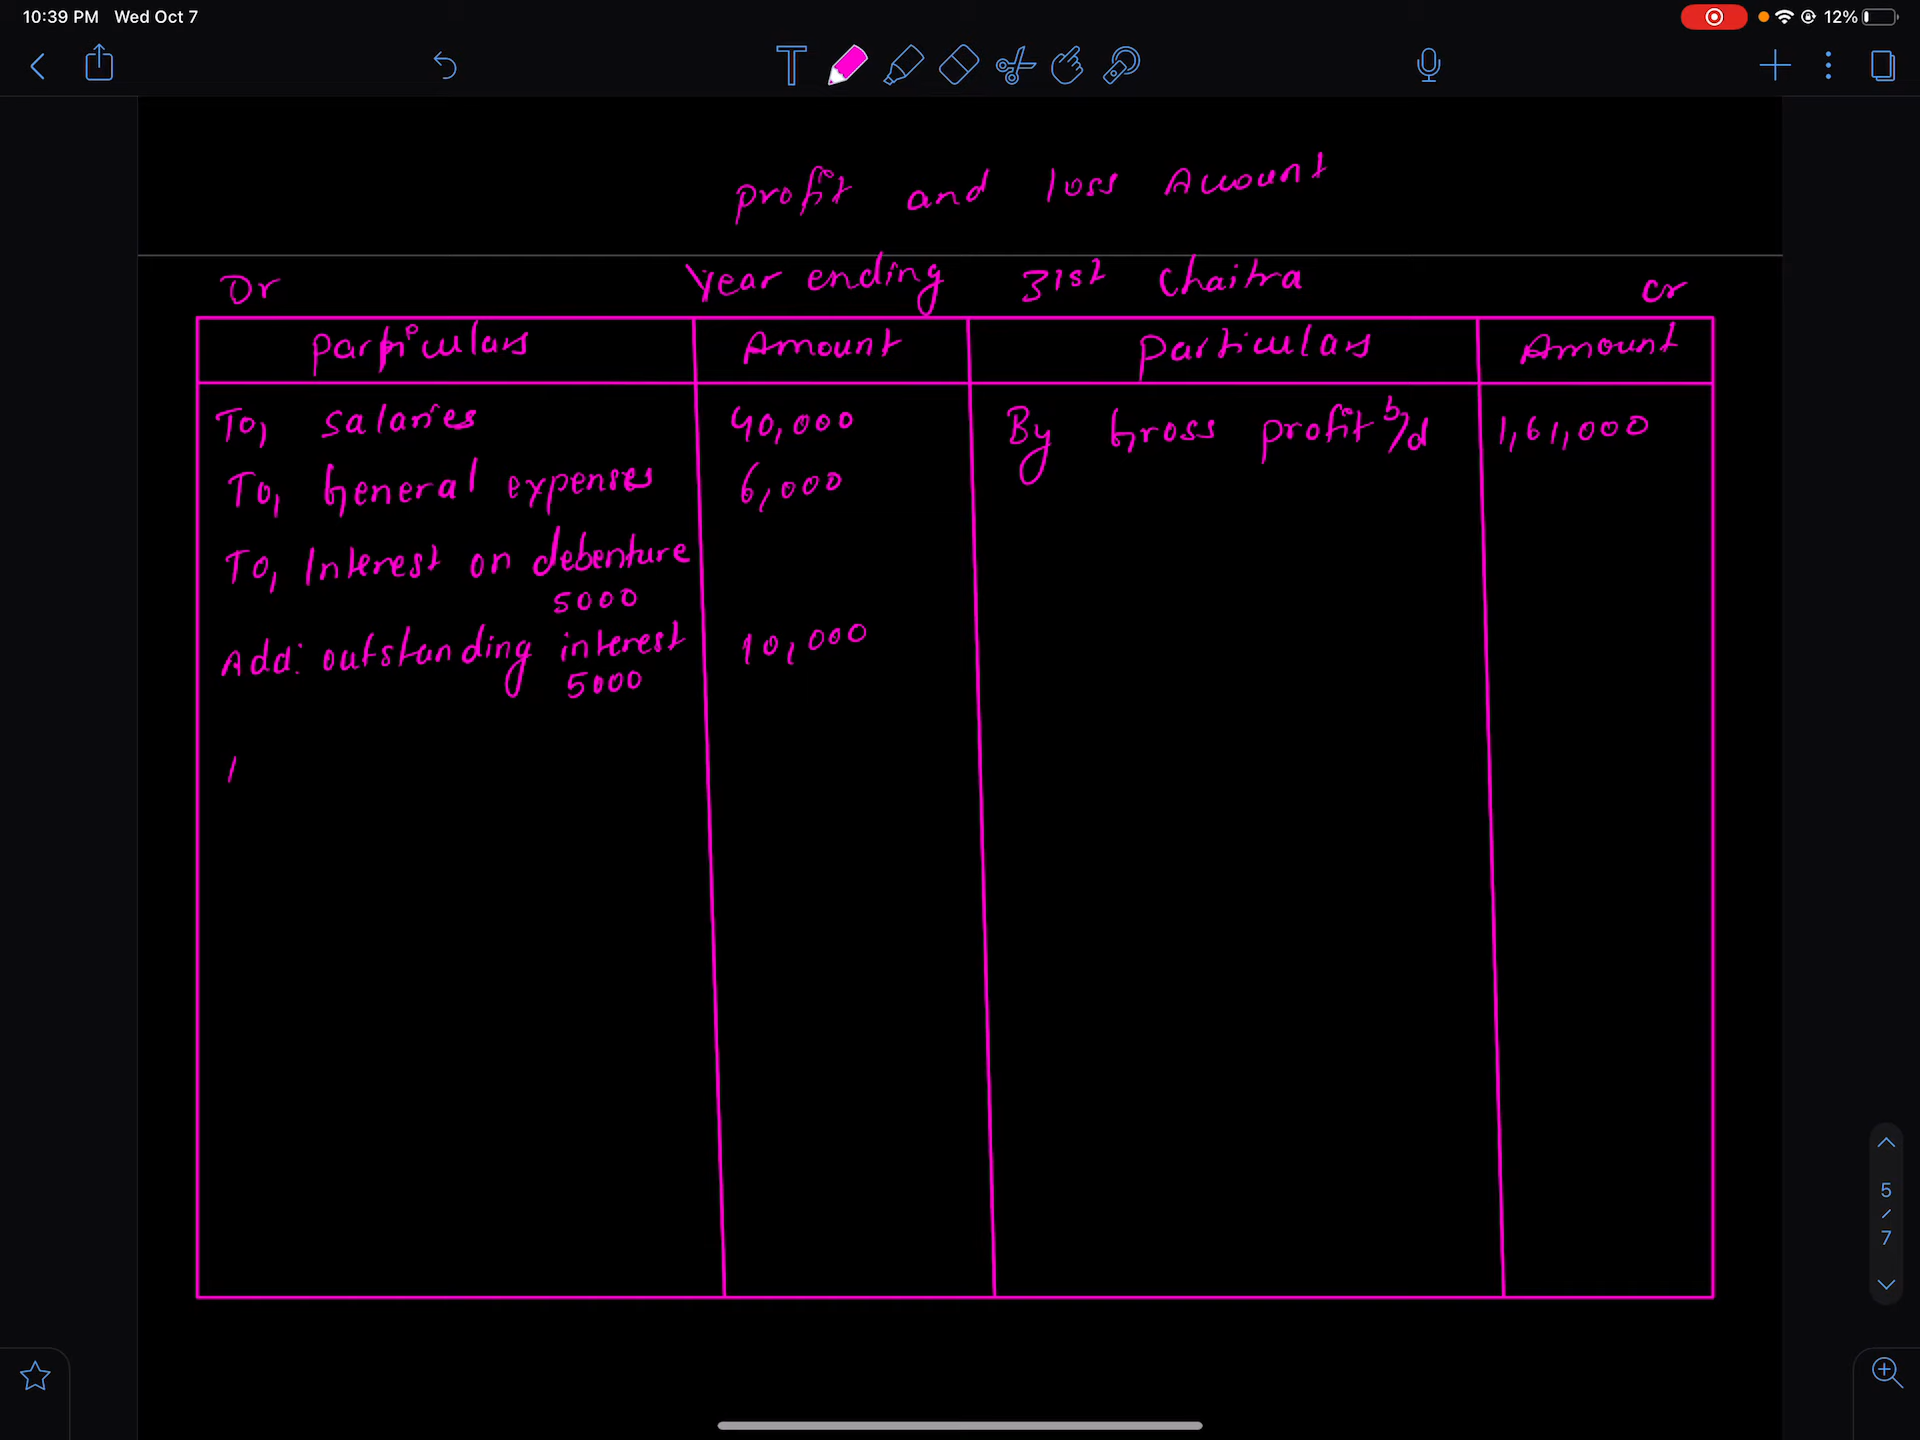 10:39 PM Wed Oct 7
12%
profit and loss Account
Dr Year ending 31st Chaitra cr
Particulars Amount Particulars Amount
To, salaries 40,000 By Gross profit b/d 1,61,000
To, General expenses 6,000
To, Interest on debenture
5000
Add: outstanding interest 10,000
5000
5
/
7